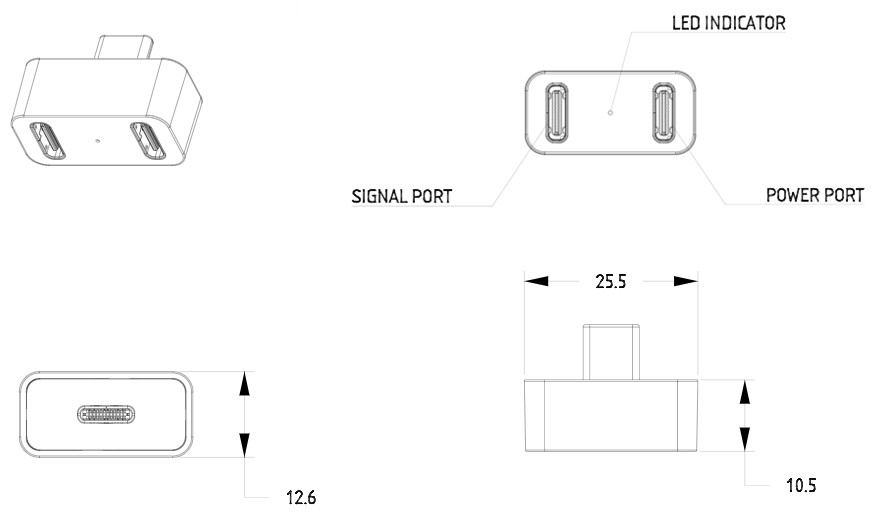 LED INDICATOR
SIGNAL PORT
POWER PORT
25.5
12.6
10.5